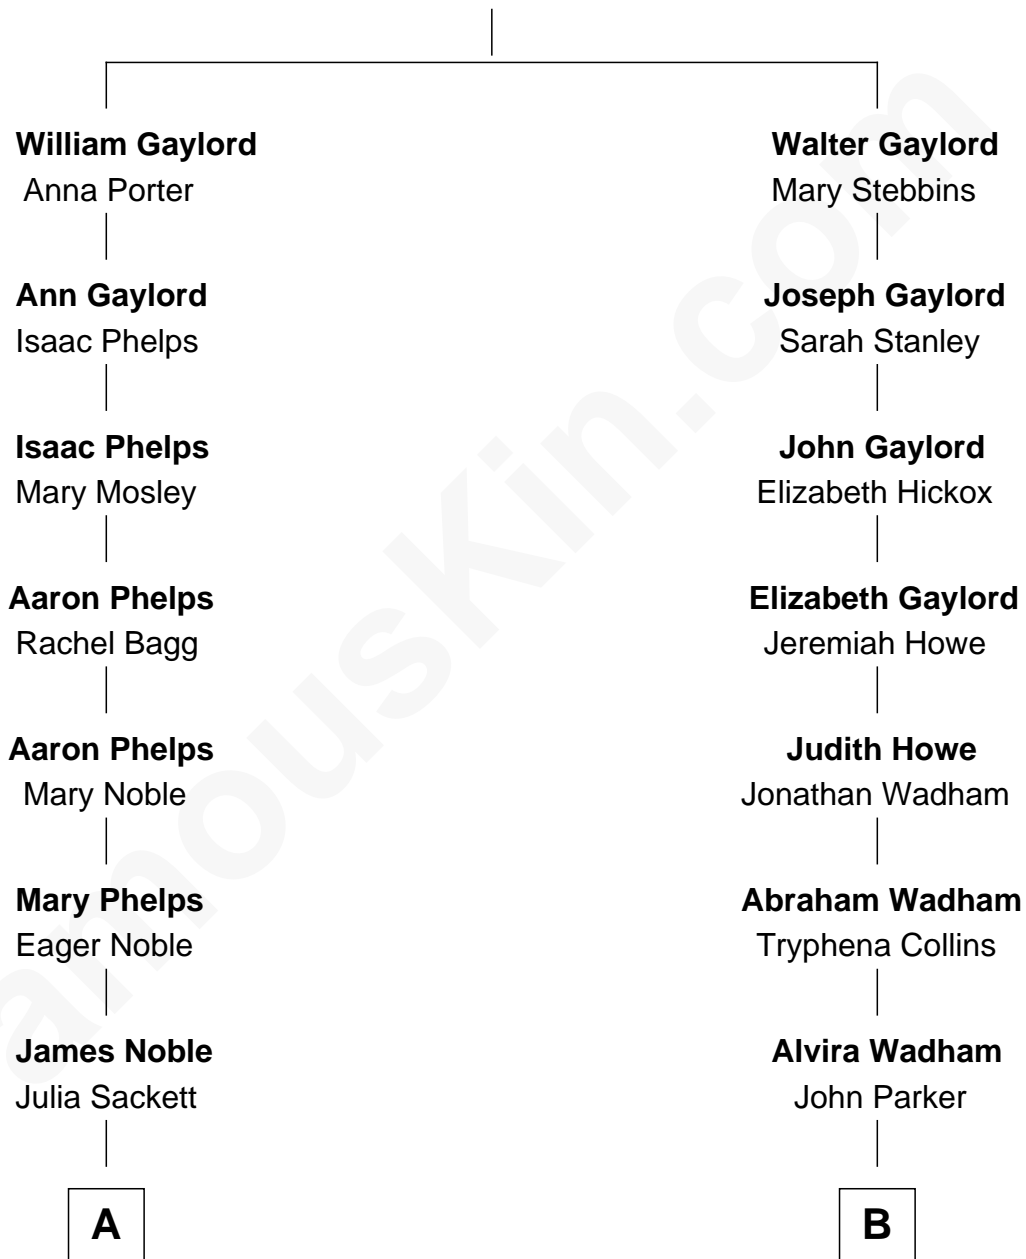 William Gaylord
Anna Porter
Walter Gaylord
Mary Stebbins
Ann Gaylord
Isaac Phelps
Joseph Gaylord
Sarah Stanley
Isaac Phelps
Mary Mosley
John Gaylord
Elizabeth Hickox
Aaron Phelps
Rachel Bagg
Elizabeth Gaylord
Jeremiah Howe
Aaron Phelps
Mary Noble
Judith Howe
Jonathan Wadham
Mary Phelps
Eager Noble
Abraham Wadham
Tryphena Collins
James Noble
Julia Sackett
Alvira Wadham
John Parker
A
B
amousKin.com